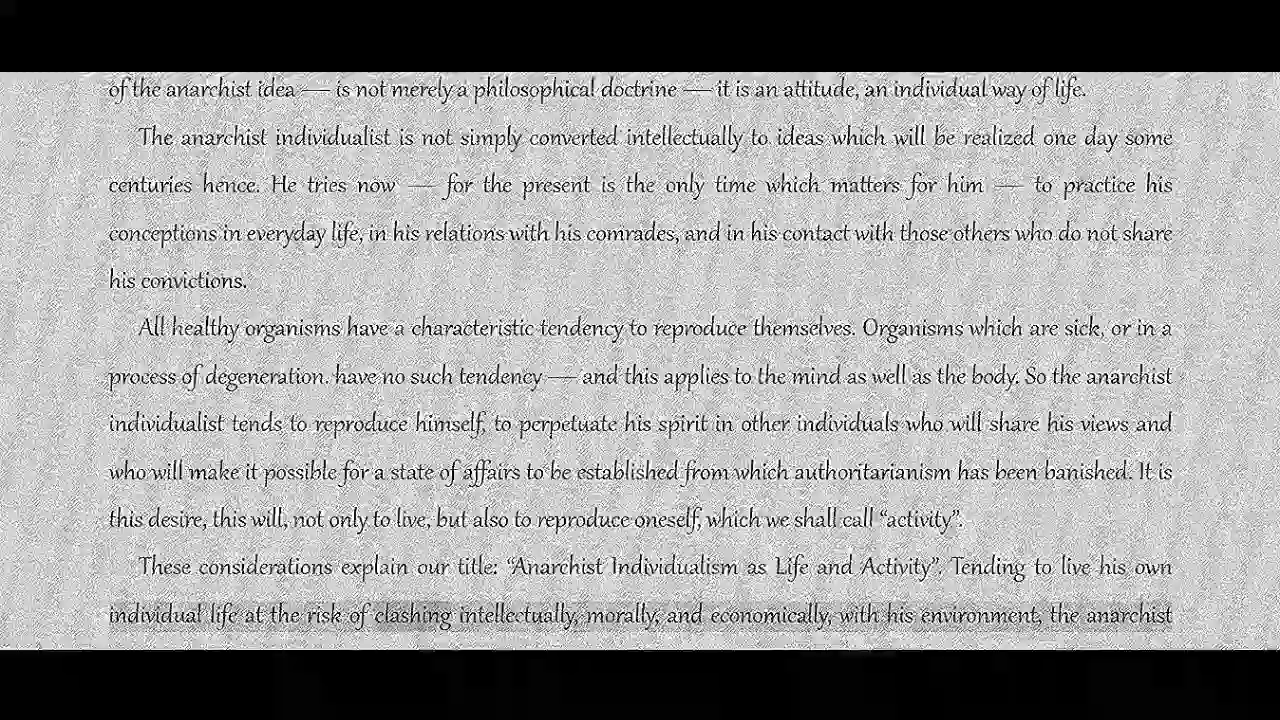 of the anarchist idea — is not merely a philosophical doctrine — it is an attitude, an individual way of life.
The anarchist individualist is not simply converted intellectually to ideas which will be realized one day some
centuries hence. He tries now — for the present is the only time which matters for him — to practice his
conceptions in everyday life, in his relations with his comrades, and in his contact with those others who do not share
his convictions.
All healthy organisms have a characteristic tendency to reproduce themselves. Organisms which are sick, or in a
process of degeneration. have no such tendency — and this applies to the mind as well as the body. So the anarchist
individualist tends to reproduce himself, to perpetuate his spirit in other individuals who will share his views and
who will make it possible for a state of affairs to be established from which authoritarianism has been banished. It is
this desire, this will, not only to live, but also to reproduce oneself, which we shall call “activity”.
These considerations explain our title: “Anarchist Individualism as Life and Activity”. Tending to live his own
individual life at the risk of clashing intellectually, morally, and economically, with his environment, the anarchist